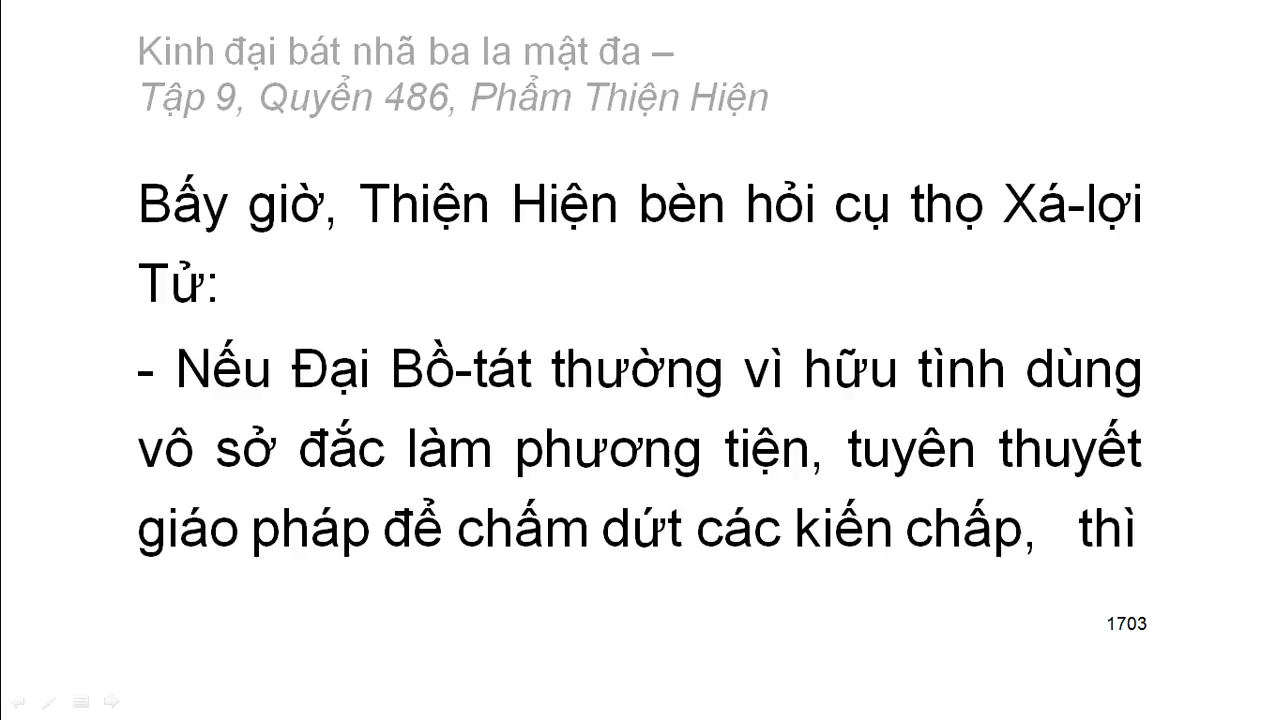 Kinh đại bát nhã ba la mật đa –
Tập 9, Quyển 486, Phẩm Thiện Hiện
Bấy giờ, Thiện Hiện bèn hỏi cụ thọ Xá-lợi
Tử:
- Nếu Đại Bồ-tát thường vì hữu tình dùng
vô sở đắc làm phương tiện, tuyên thuyết
giáo pháp để chấm dứt các kiến chấp, thì
1703